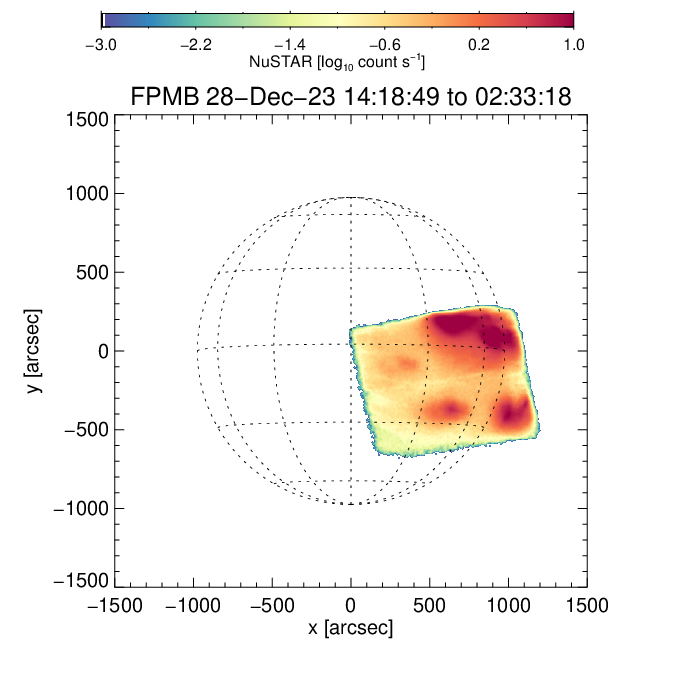 −3.0 −2.2 −1.4 −0.6 0.2 1.0
NuSTAR [log₁₀ count s⁻¹]
FPMB 28−Dec−23 14:18:49 to 02:33:18
1500
1000
500
0
−500
−1000
−1500
y [arcsec]
−1500 −1000 −500 0 500 1000 1500
x [arcsec]